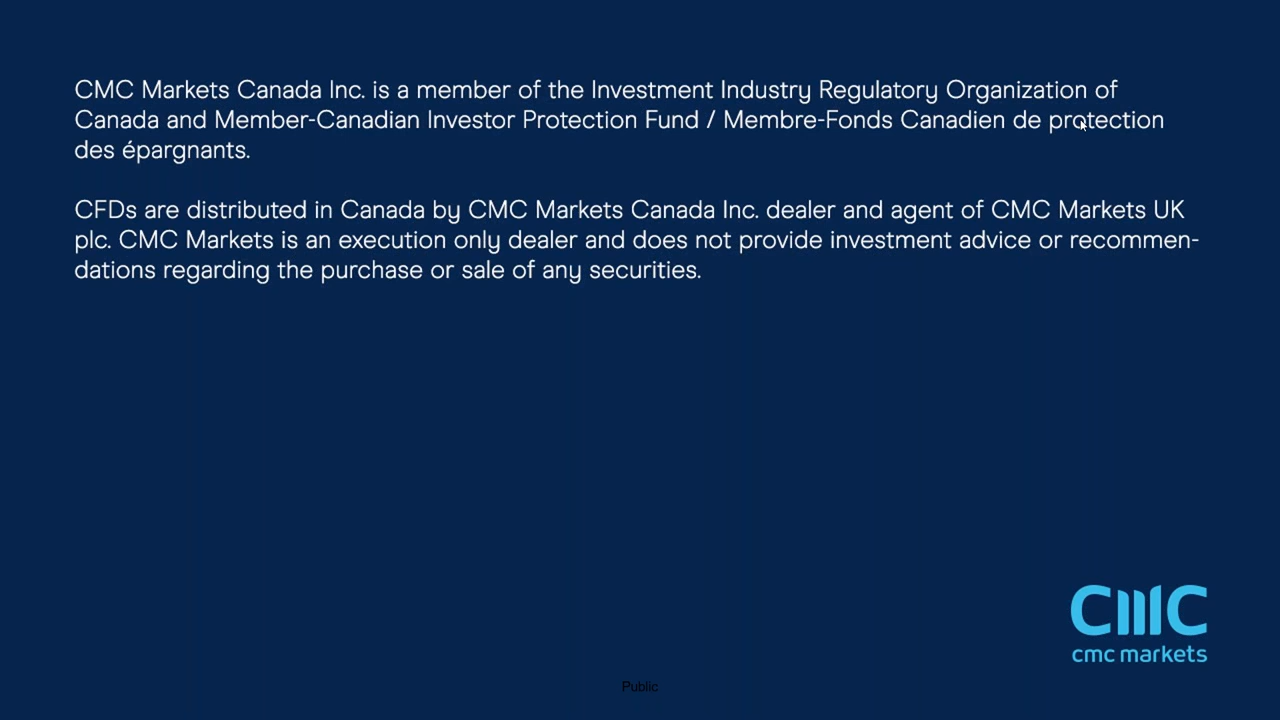 CMC Markets Canada Inc. is a member of the Investment Industry Regulatory Organization of
Canada and Member-Canadian Investor Protection Fund / Membre-Fonds Canadien de protection
des épargnants.
CFDs are distributed in Canada by CMC Markets Canada Inc. dealer and agent of CMC Markets UK
plc. CMC Markets is an execution only dealer and does not provide investment advice or recommen-
dations regarding the purchase or sale of any securities.
CMC
cmc markets
Public